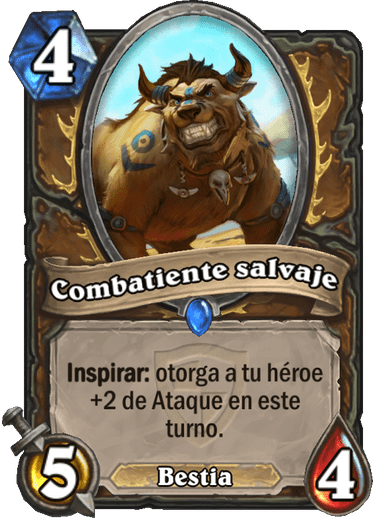 4
Combatiente salvaje
Inspirar: otorga a tu héroe
+2 de Ataque en este
turno.
5
Bestia
4